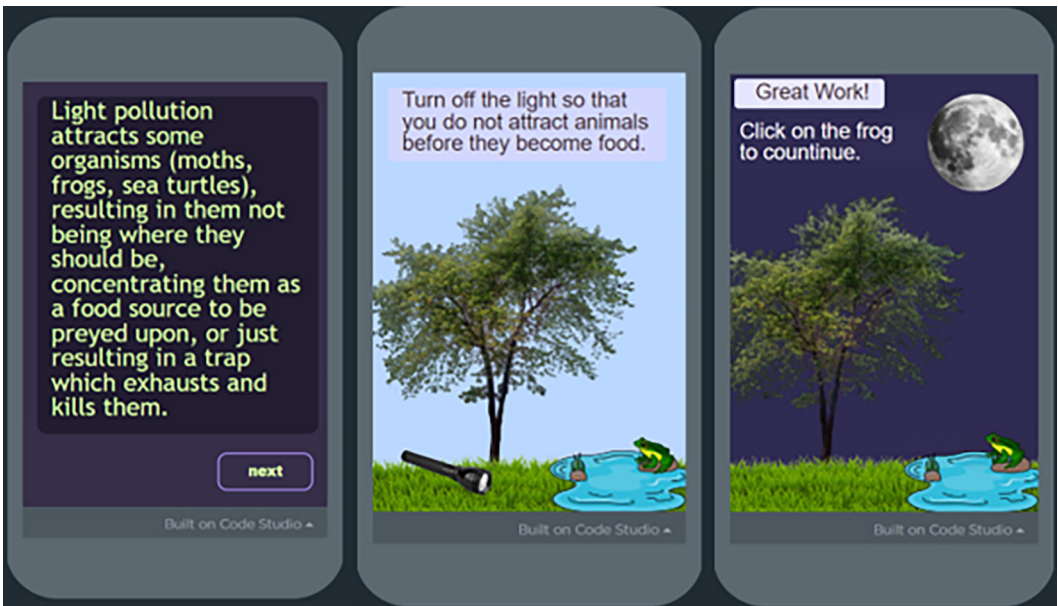 Light pollution
attracts some
organisms (moths,
frogs, sea turtles),
resulting in them not
being where they
should be,
concentrating them as
a food source to be
preyed upon, or just
resulting in a trap
which exhausts and
kills them.
next
Built on Code Studio
Turn off the light so that
you do not attract animals
before they become food.
Built on Code Studio
Great Work!
Click on the frog
to countinue.
Built on Code Studio